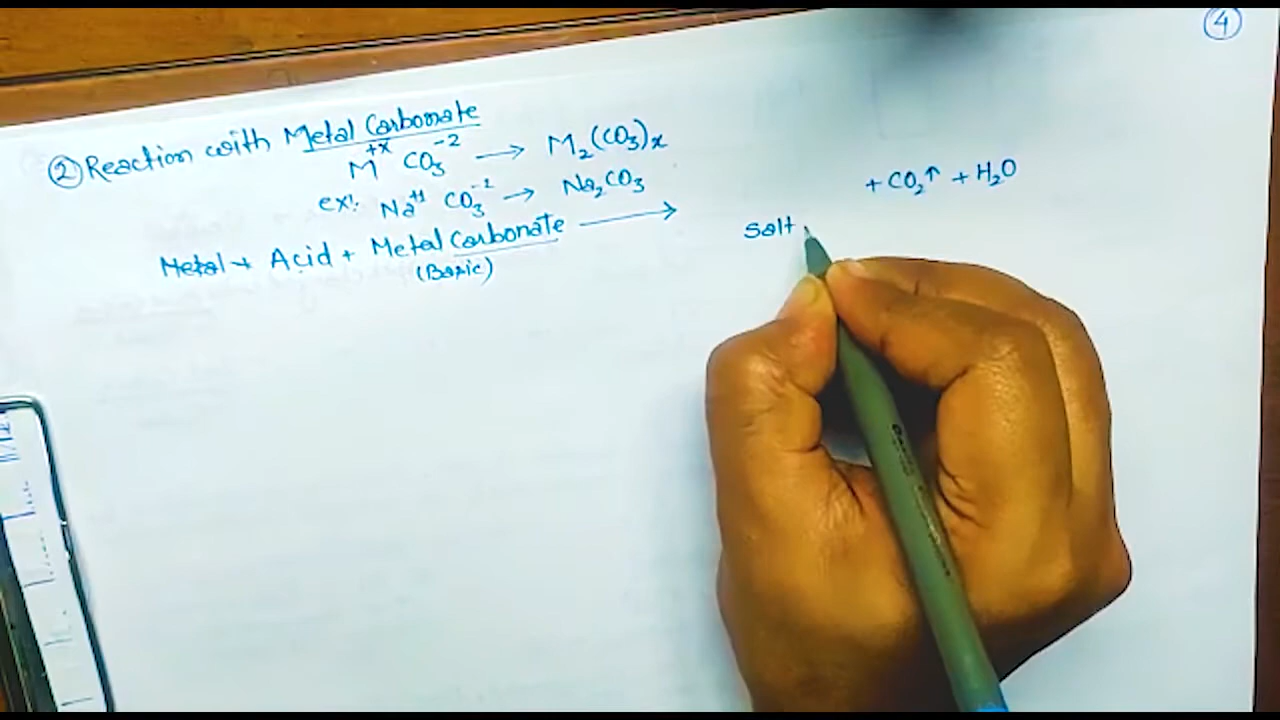 ④
② Reaction with Metal Carbonate
M⁺ˣ CO₃⁻² → M₂(CO₃)ₓ
ex!: Na⁺¹ CO₃⁻² → Na₂CO₃
+ CO₂↑ + H₂O
Metal + Acid + Metal Carbonate → Salt
(Basic)